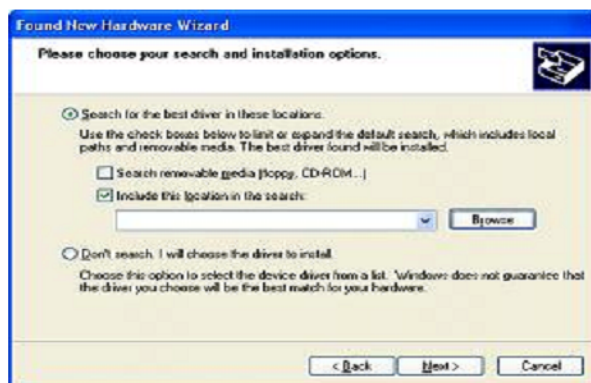 Found New Hardware Wizard
Please choose your search and installation options.
Search for the best driver in these locations.
Use the check boxes below to limit or expand the default search, which includes local
paths and removable media. The best driver found will be installed.
Search removable media (floppy, CD-ROM...)
Include this location in the search:
Browse
Don't search. I will choose the driver to install.
Choose this option to select the device driver from a list. Windows does not guarantee that
the driver you choose will be the best match for your hardware.
< Back
Next >
Cancel